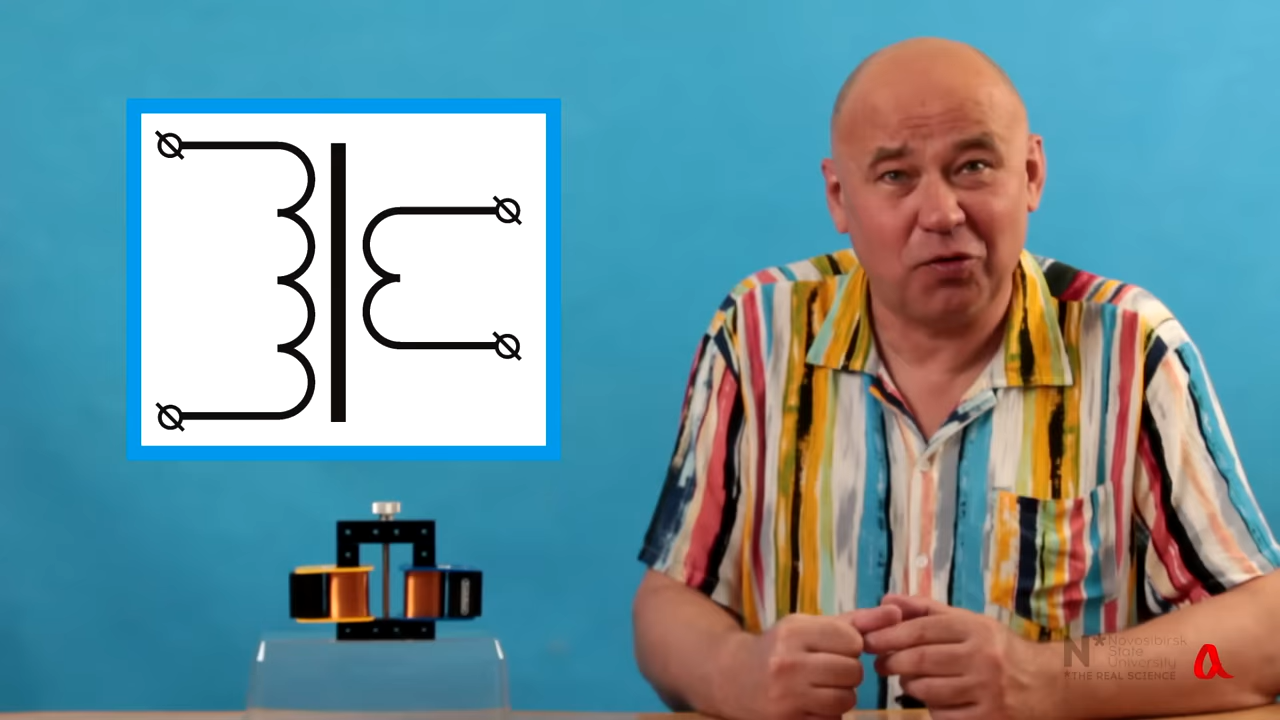 N*
Novosibirsk
State
University
*THE REAL SCIENCE